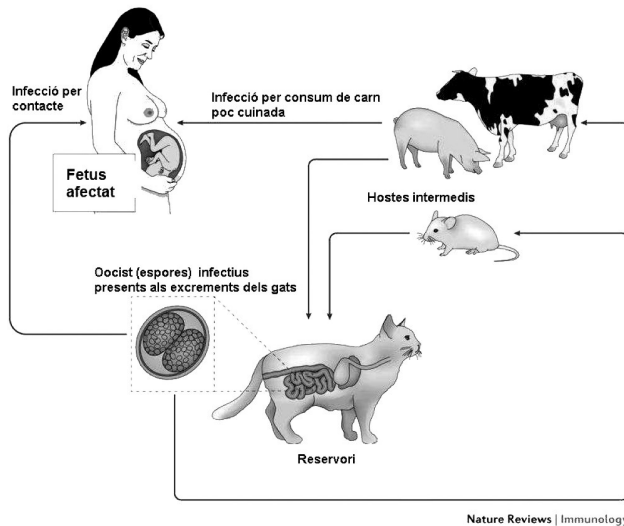 Infecció per
contacte
Infecció per consum de carn
poc cuinada
Fetus
afectat
Hostes intermedis
Oocist (espores) infectius
presents als excrements dels gats
Reservori
Nature Reviews | Immunology